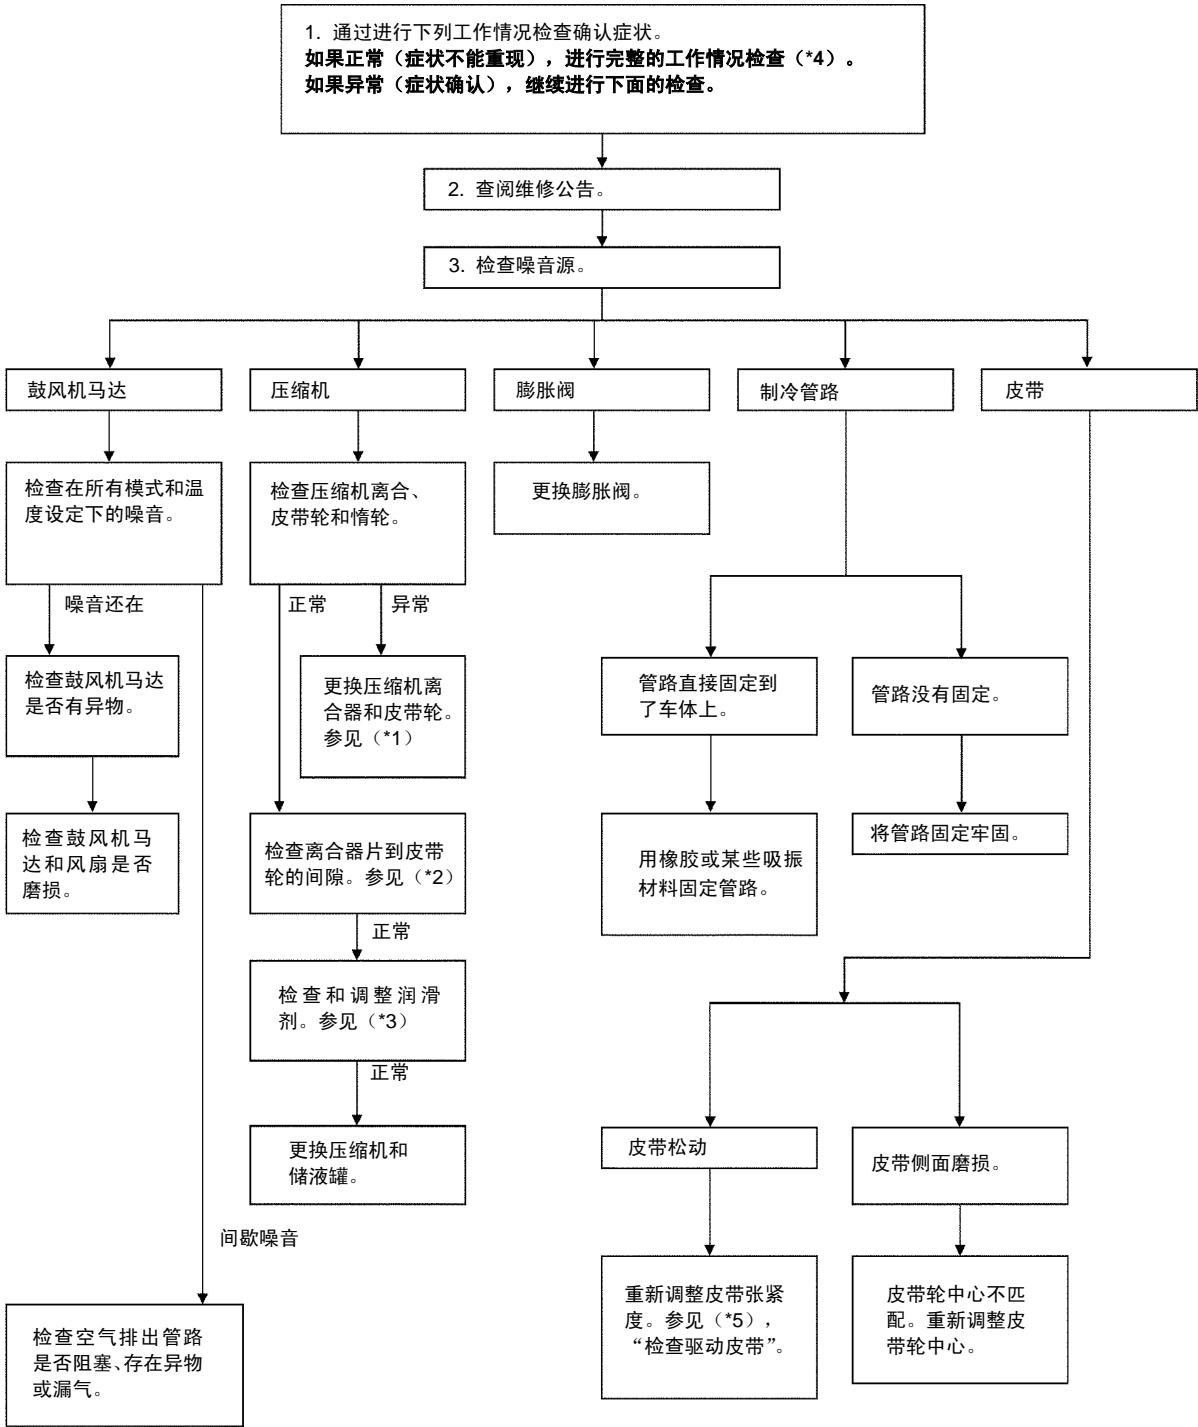 1. 通过进行下列工作情况检查确认症状。
如果正常（症状不能重现），进行完整的工作情况检查（*4）。
如果异常（症状确认），继续进行下面的检查。
2. 查阅维修公告。
3. 检查噪音源。
鼓风机马达
压缩机
膨胀阀
制冷管路
皮带
检查在所有模式和温
度设定下的噪音。
检查压缩机离合、
皮带轮和惰轮。
更换膨胀阀。
噪音还在
正常
异常
检查鼓风机马达
是否有异物。
更换压缩机离
合器和皮带轮。
参见（*1）
管路直接固定到
了车体上。
管路没有固定。
检查鼓风机马
达和风扇是否
磨损。
检查离合器片到皮带
轮的间隙。参见（*2）
用橡胶或某些吸振
材料固定管路。
将管路固定牢固。
正常
检查和调整润滑
剂。参见（*3）
正常
更换压缩机和
储液罐。
皮带松动
皮带侧面磨损。
间歇噪音
检查空气排出管路
是否阻塞、存在异物
或漏气。
重新调整皮带张紧
度。参见（*5），
“检查驱动皮带”。
皮带轮中心不匹
配。重新调整皮
带轮中心。